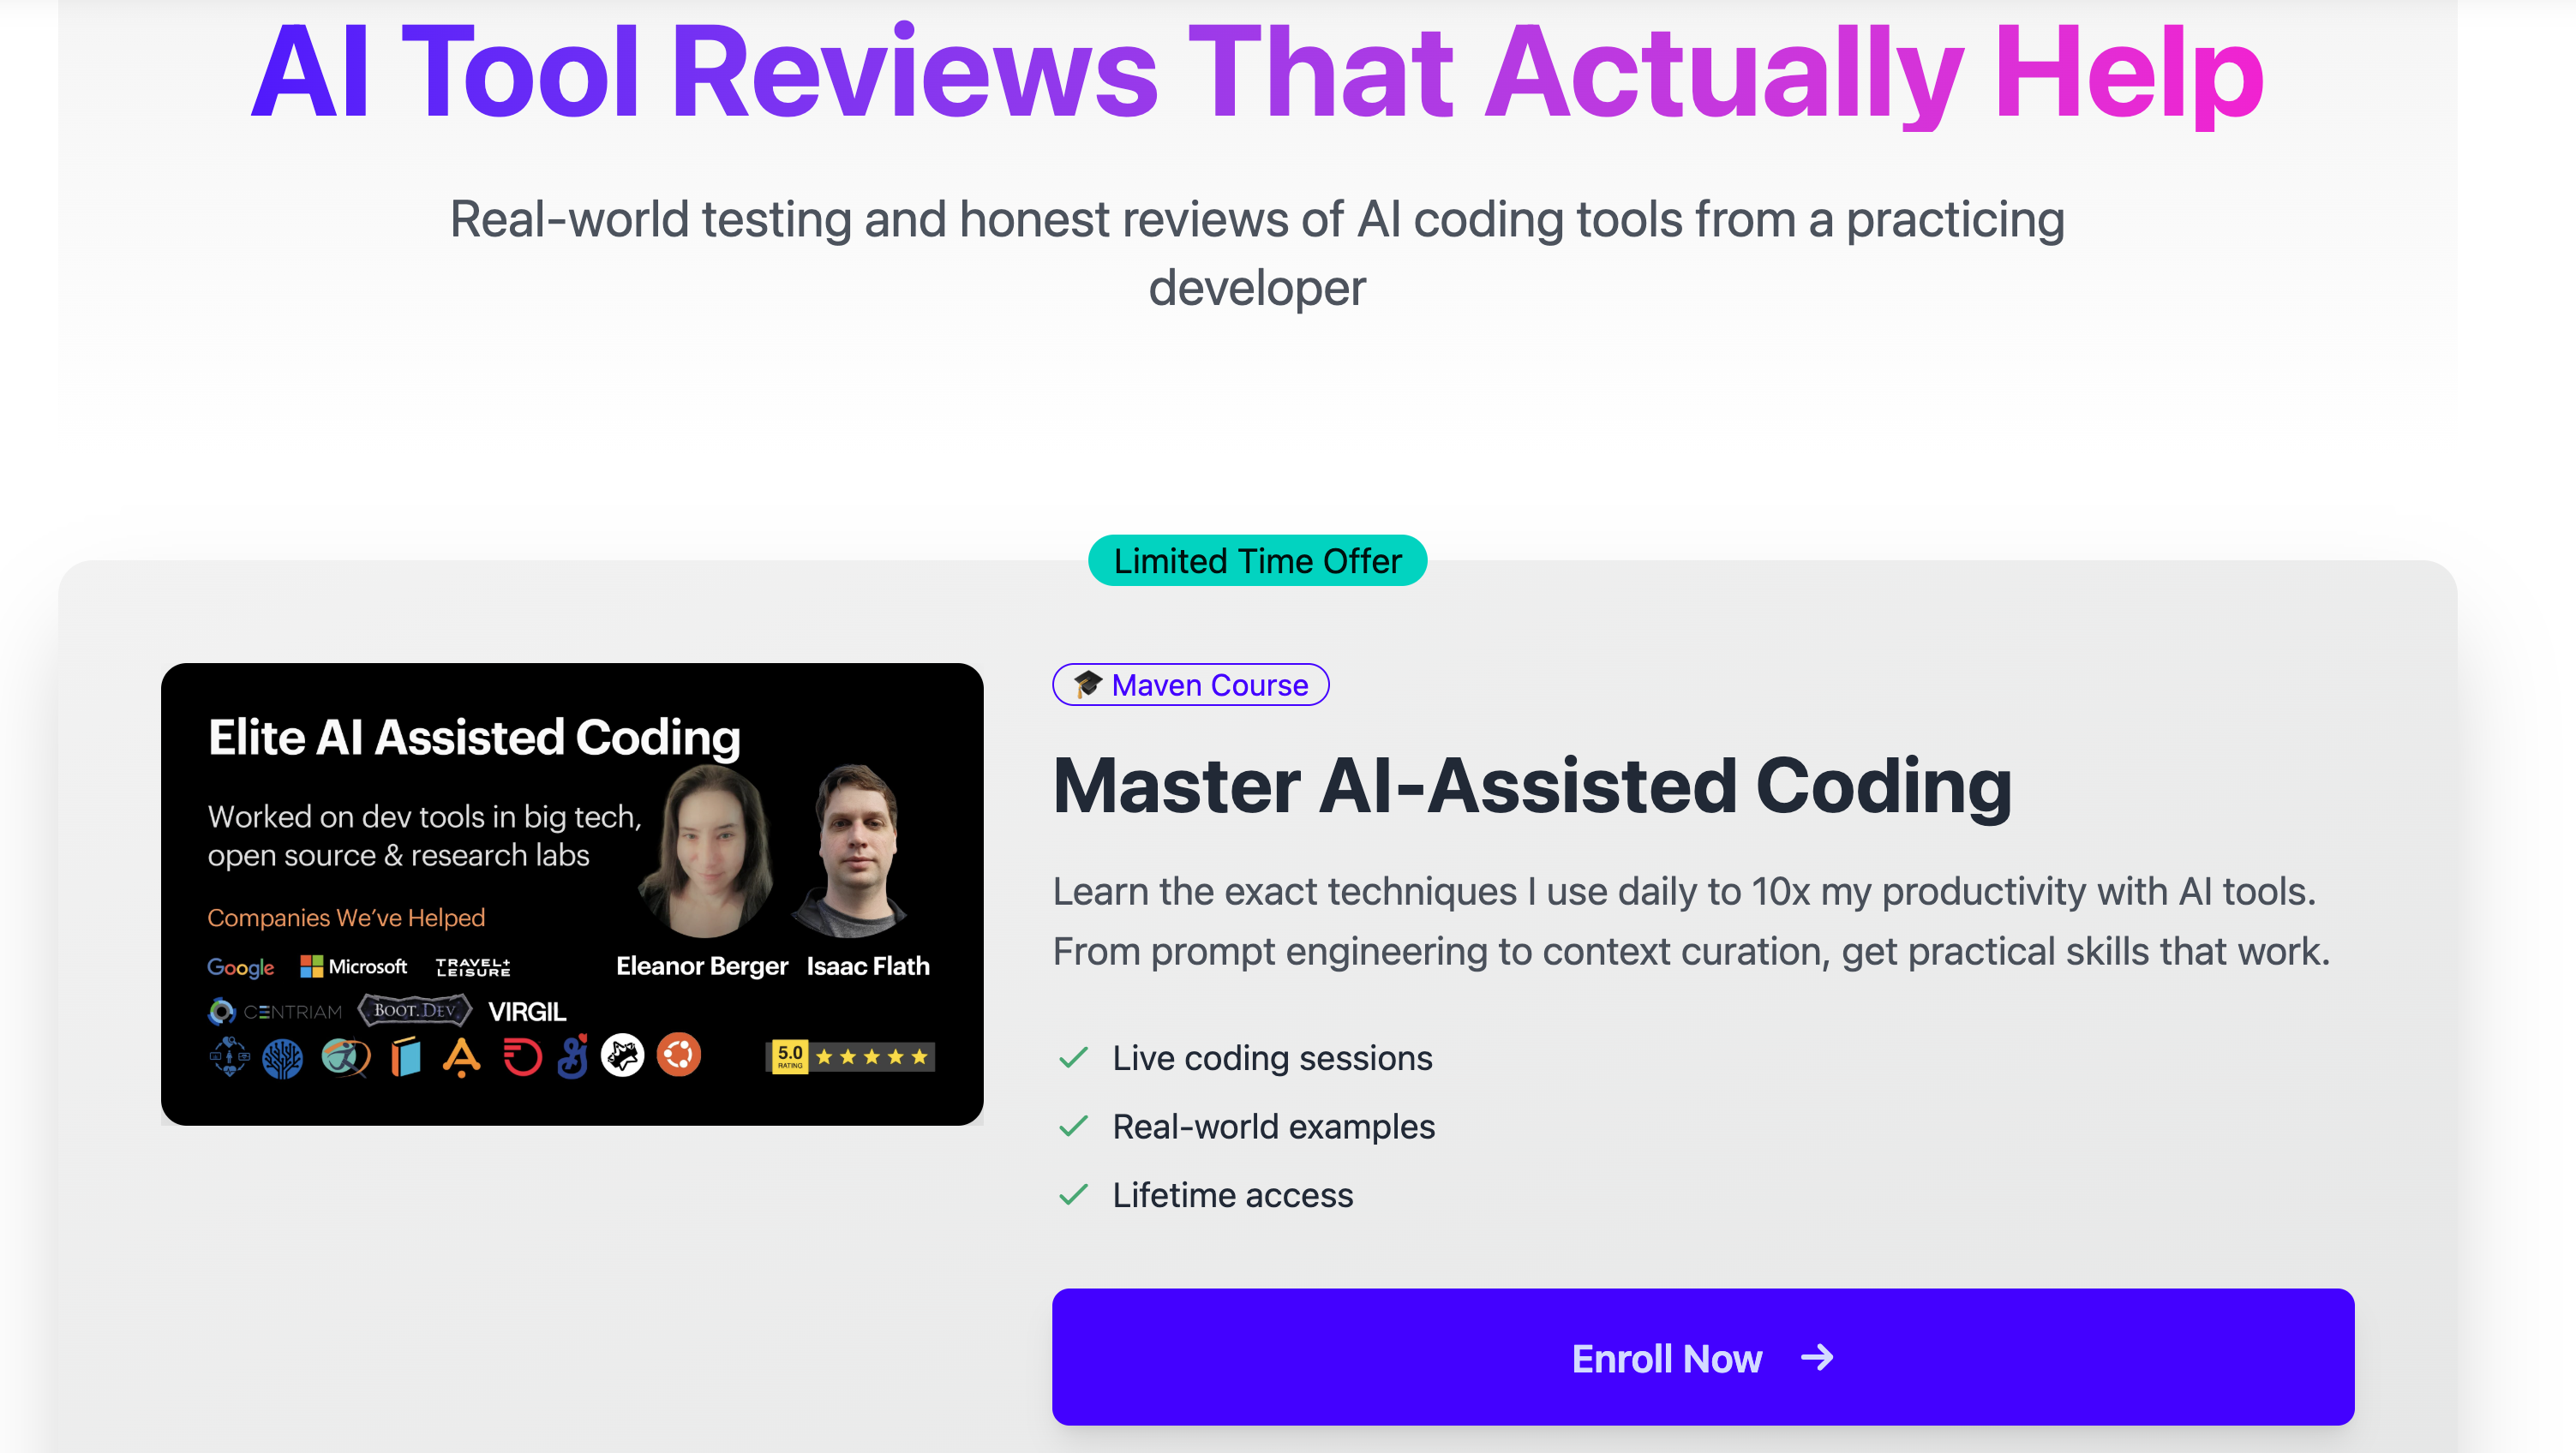 AI Tool Reviews That Actually Help
Real-world testing and honest reviews of AI coding tools from a practicing
developer
Limited Time Offer
Elite AI Assisted Coding
Worked on dev tools in big tech,
open source & research labs
Companies We've Helped
Google Microsoft TRAVEL+
LEISURE
CENTRIAM BOOT.DEV VIRGIL
Eleanor Berger Isaac Flath
5.0
RATING
🎓 Maven Course
Master AI-Assisted Coding
Learn the exact techniques I use daily to 10x my productivity with AI tools.
From prompt engineering to context curation, get practical skills that work.
Live coding sessions
Real-world examples
Lifetime access
Enroll Now →